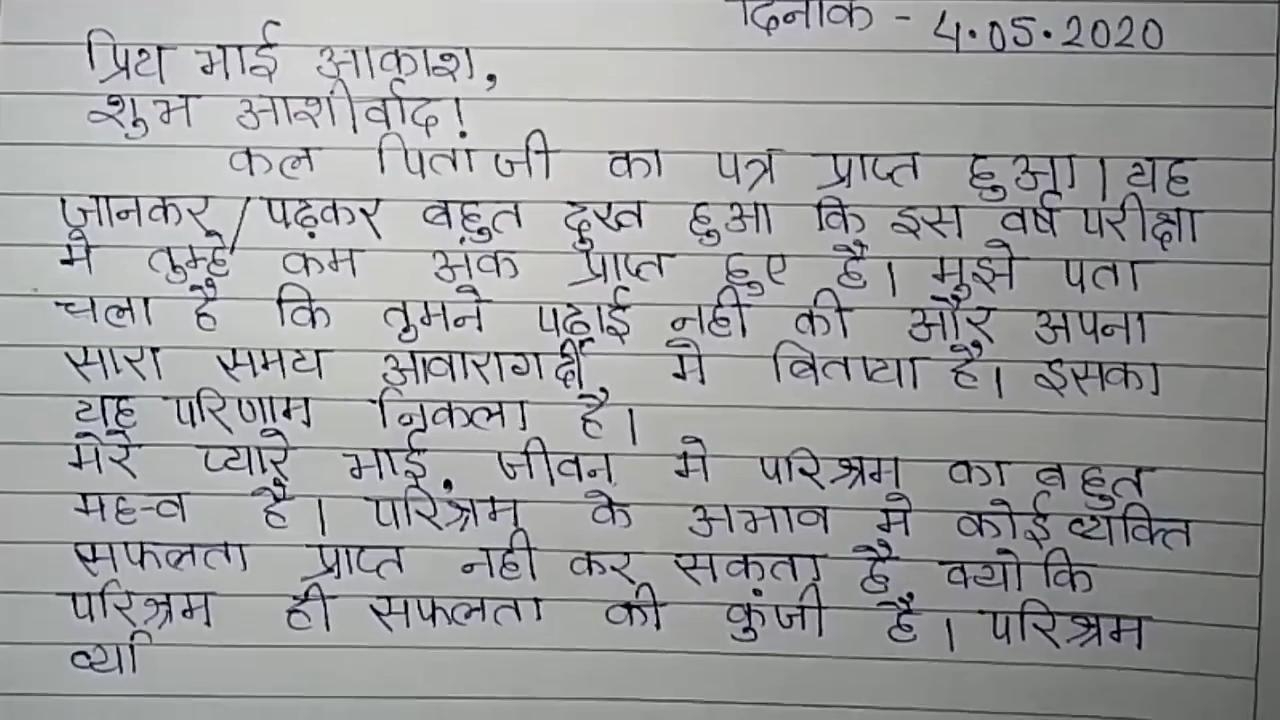 दिनांक - 4.05.2020
प्रिय भाई आकाश,
शुभ आशीर्वाद!
कल पिताजी का पत्र प्राप्त हुआ। यह
जानकर/पढ़कर बहुत दुख हुआ कि इस वर्ष परीक्षा
मे तुम्हे कम अंक प्राप्त हुए है। मुझे पता
चला है कि तुमने पढ़ाई नही की और अपना
सारा समय आवारागर्दी मे बिताया है। इसका
यह परिणाम निकला है।
मेरे प्यारे भाई, जीवन मे परिश्रम का बहुत
महत्व है। परिश्रम के अभाव मे कोई व्यक्ति
सफलता प्राप्त नही कर सकता है, क्योकि
परिश्रम ही सफलता की कुंजी है। परिश्रम
र्व्या